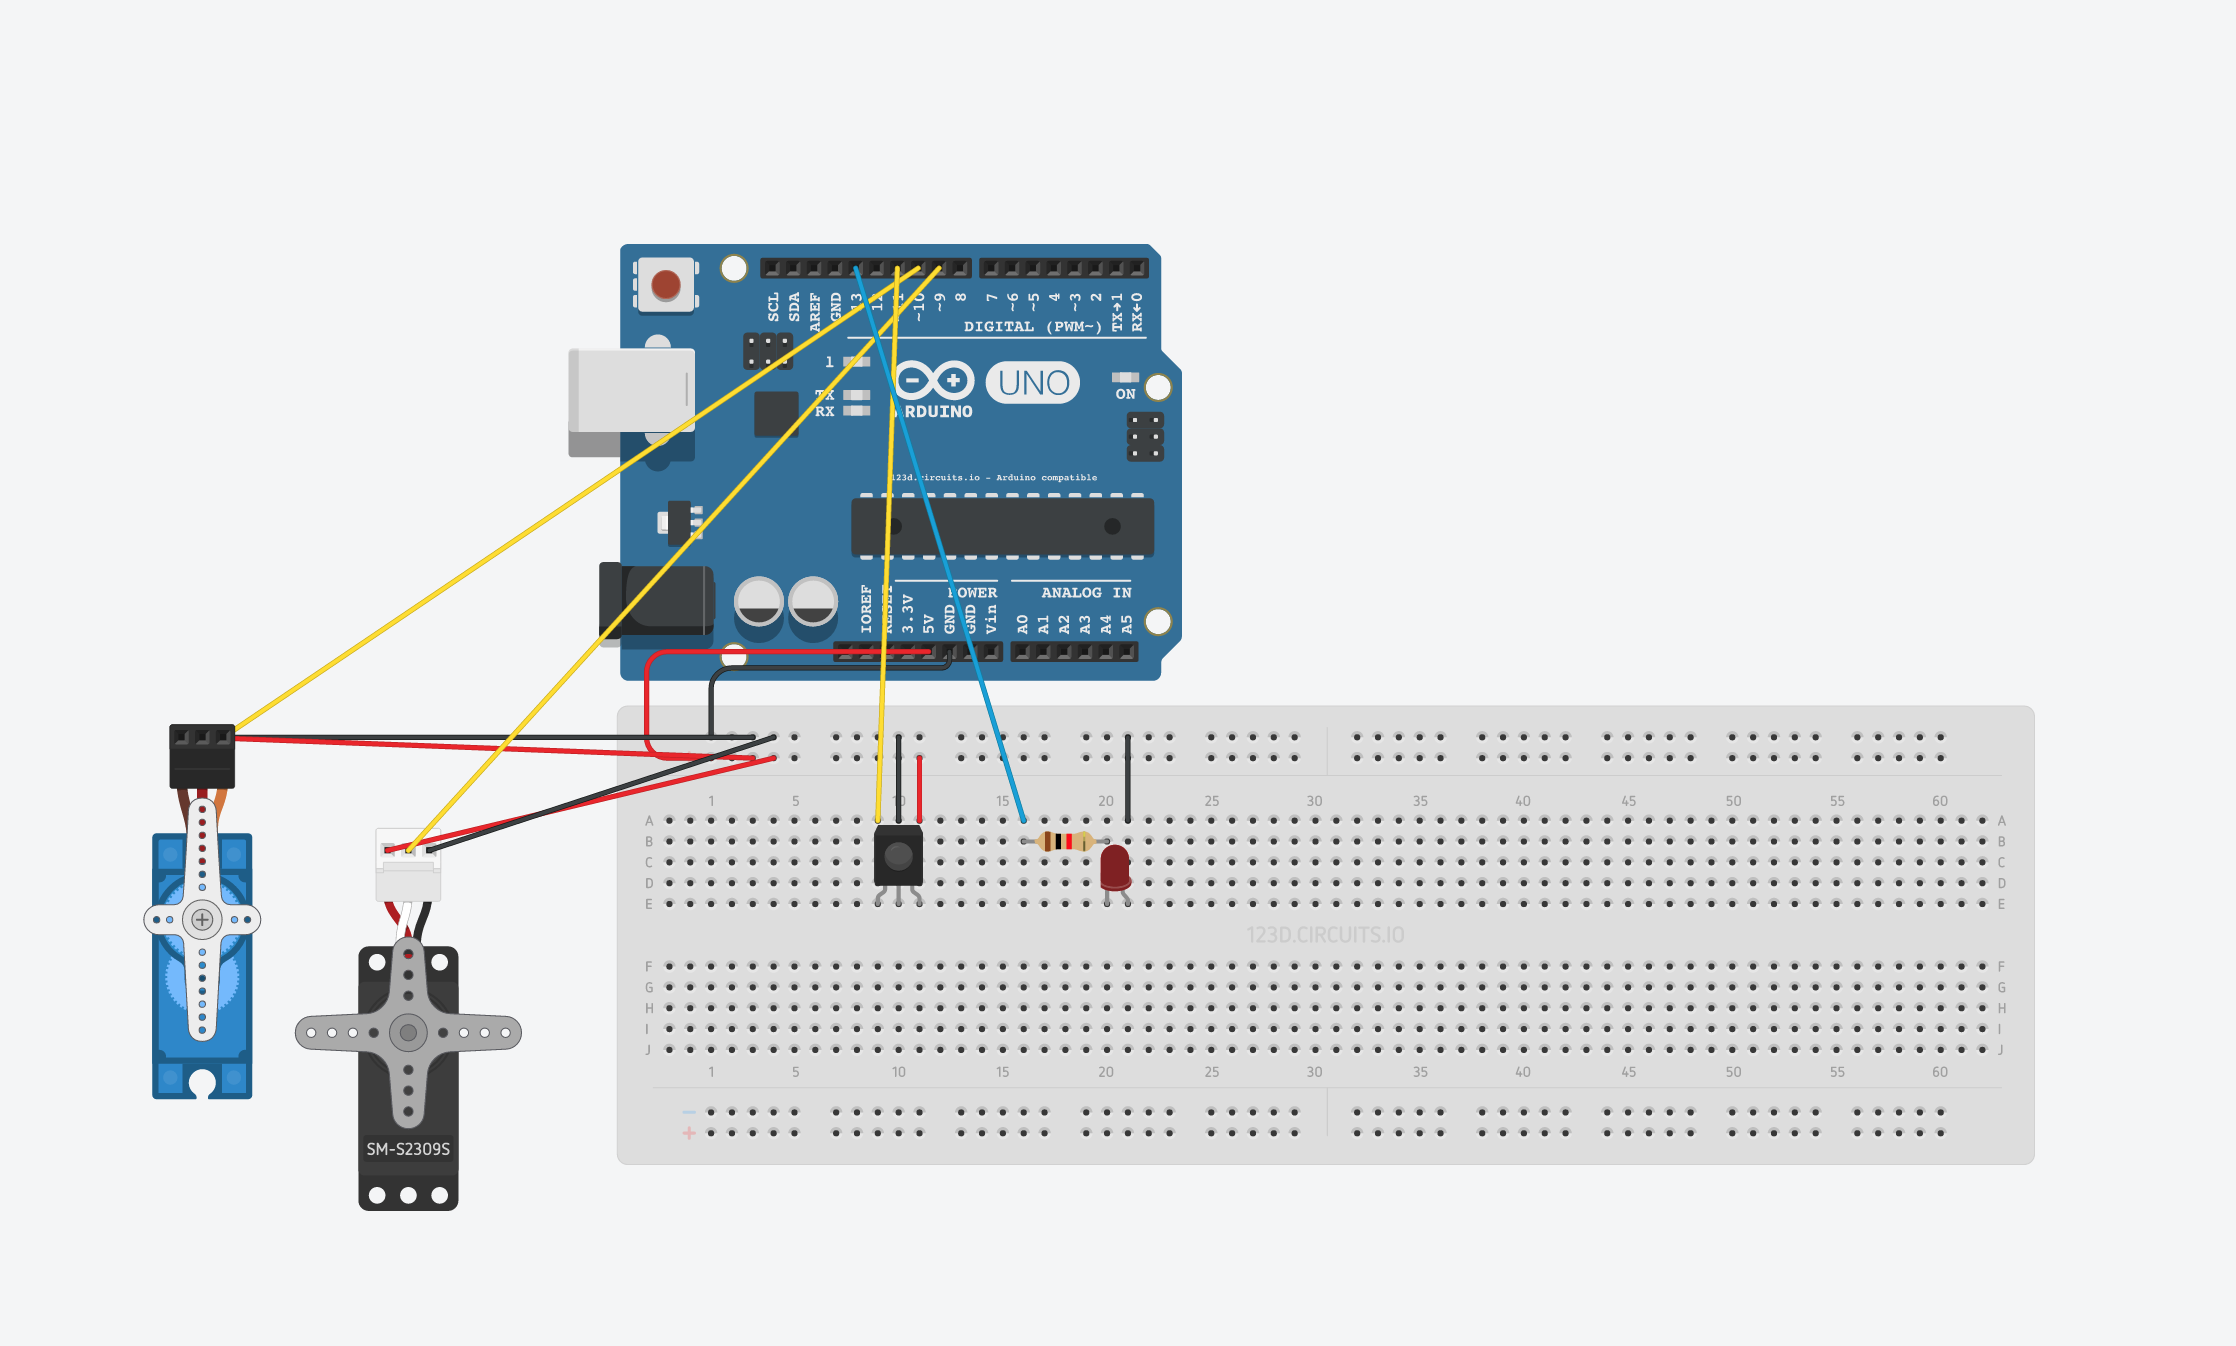 SCL
SDA
AREF
GND
13
12
~10
~9
8
7
~6
~5
4
~3
2
TX→1
RX←0
DIGITAL (PWM~)
1
TX
RX
ARDUINO
UNO
ON
123d.circuits.io - Arduino compatible
IOREF
RESET
3.3V
5V
GND
GND
Vin
POWER
A0
A1
A2
A3
A4
A5
ANALOG IN
1 5 10 15 20 25 30 35 40 45 50 55 60
A A
B B
C C
D D
E E
123D.CIRCUITS.IO
F F
G G
H H
I I
J J
1 5 10 15 20 25 30 35 40 45 50 55 60
−
+
SM-S2309S